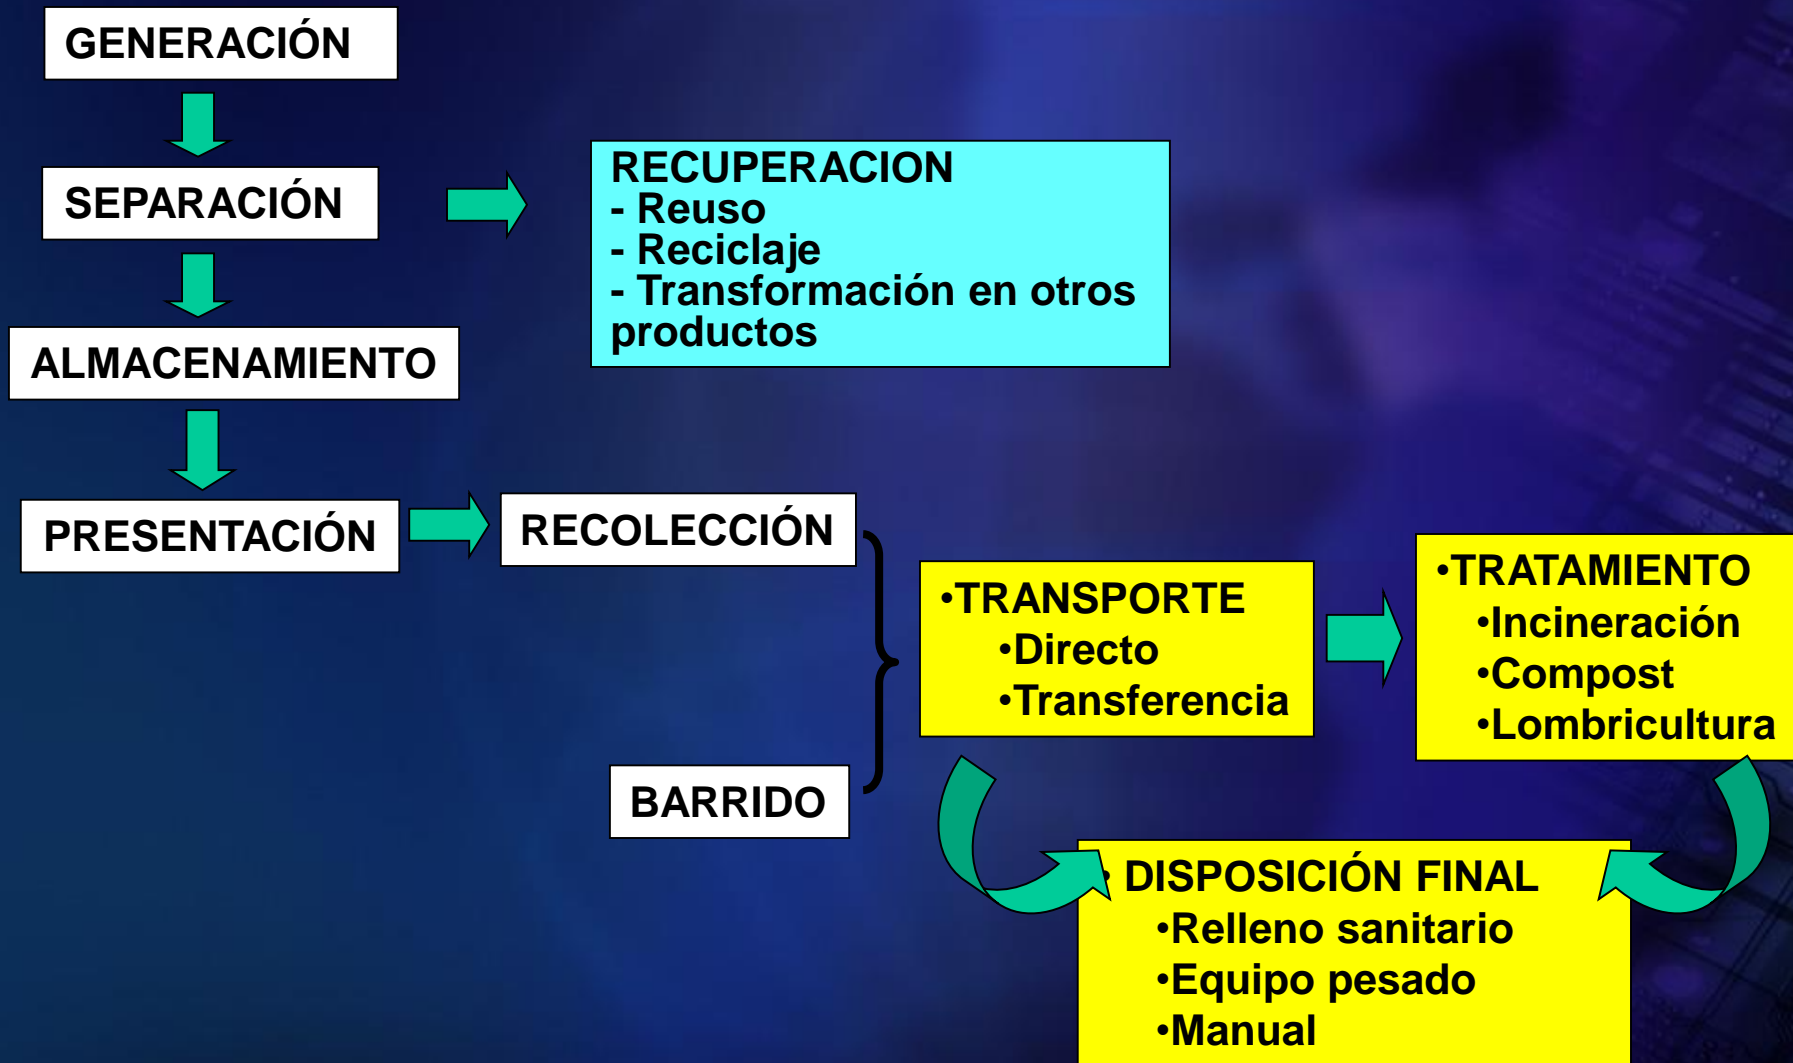 GENERACIÓN
SEPARACIÓN
RECUPERACION
- Reuso
- Reciclaje
- Transformación en otros
productos
ALMACENAMIENTO
PRESENTACIÓN
RECOLECCIÓN
BARRIDO
•TRANSPORTE
•Directo
•Transferencia
•TRATAMIENTO
•Incineración
•Compost
•Lombricultura
• DISPOSICIÓN FINAL
•Relleno sanitario
•Equipo pesado
•Manual